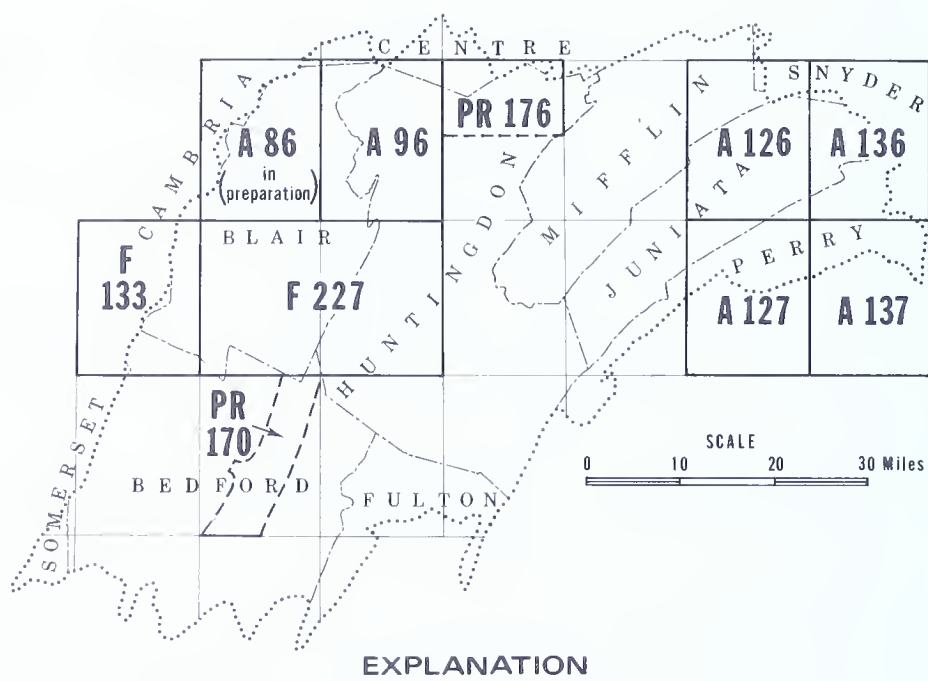 CENTRE
SNYDER
CAMBRIA
A 86
in
(preparation)
A 96
PR 176
MIFFLIN
A 126
A 136
HUNTINGDON
JUNIATA
BLAIR
PERRY
F
133
F 227
A 127
A 137
PR
170
SCALE
0 10 20 30 Miles
SOMERSET
BEDFORD
FULTON
EXPLANATION